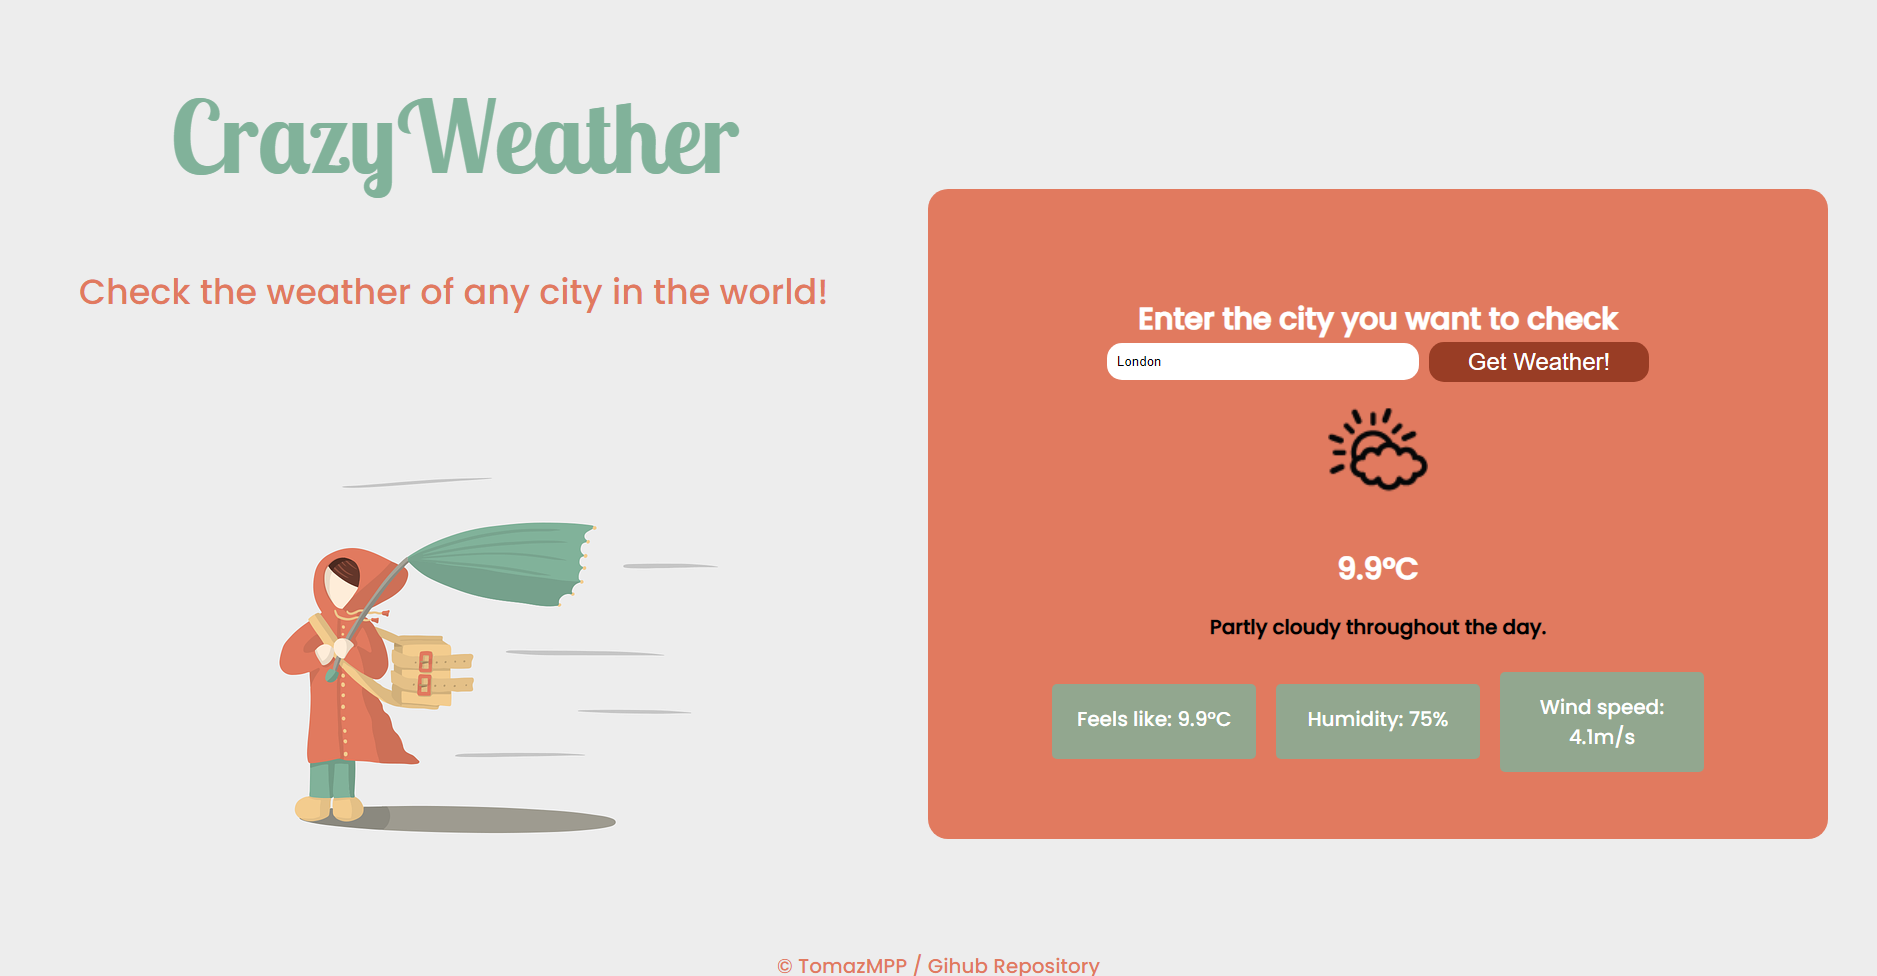 CrazyWeather
Check the weather of any city in the world!
Enter the city you want to check
London
Get Weather!
9.9ºC
Partly cloudy throughout the day.
Feels like: 9.9ºC
Humidity: 75%
Wind speed:
4.1m/s
© TomazMPP / Gihub Repository